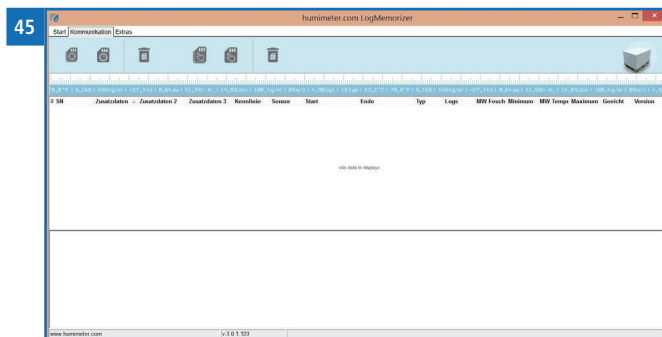 45
humimeter.com LogMemorizer
Start Kommunikation Extras
# SN Zusatzdaten Zusatzdaten 2 Zusatzdaten 3 Kennlinie Sensor Start Ende Typ Logs MW Feuch Minimum MW Tempe Maximum Geeicht Version
<No data to display>
www.humimeter.com v 3.0.1.123